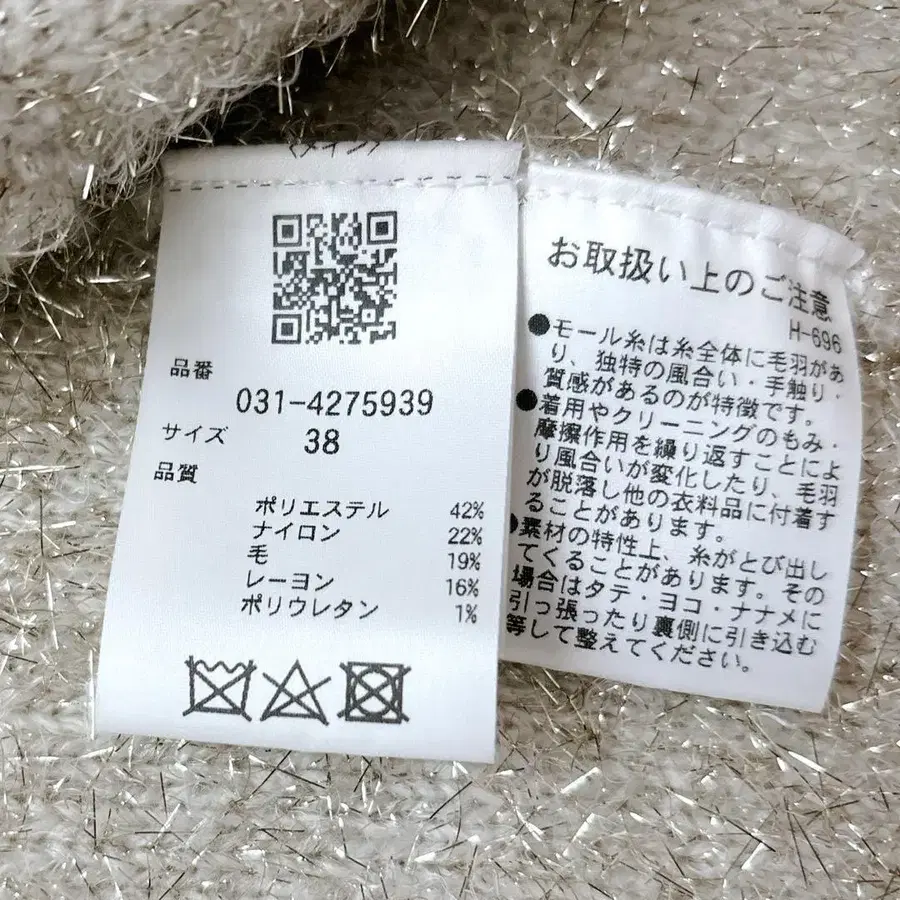 〈メイン〉
品番
031-4275939
サイズ
38
品質
ポリエステル 42%
ナイロン 22%
毛 19%
レーヨン 16%
ポリウレタン 1%
お取扱い上のご注意
H-696
●モール糸は糸全体に毛羽があ
り、独特の風合い・手触り・
質感があるのが特徴です。
●着用やクリーニングのもみ・
摩擦作用を繰り返すことによ
り風合いが変化したり、毛羽
が脱落し他の衣料品に付着す
ることがあります。
●素材の特性上、糸がとび出し
てくることがあります。その
場合はタテ・ヨコ・ナナメに
引っ張ったり裏側に引き込む
等して整えてください。